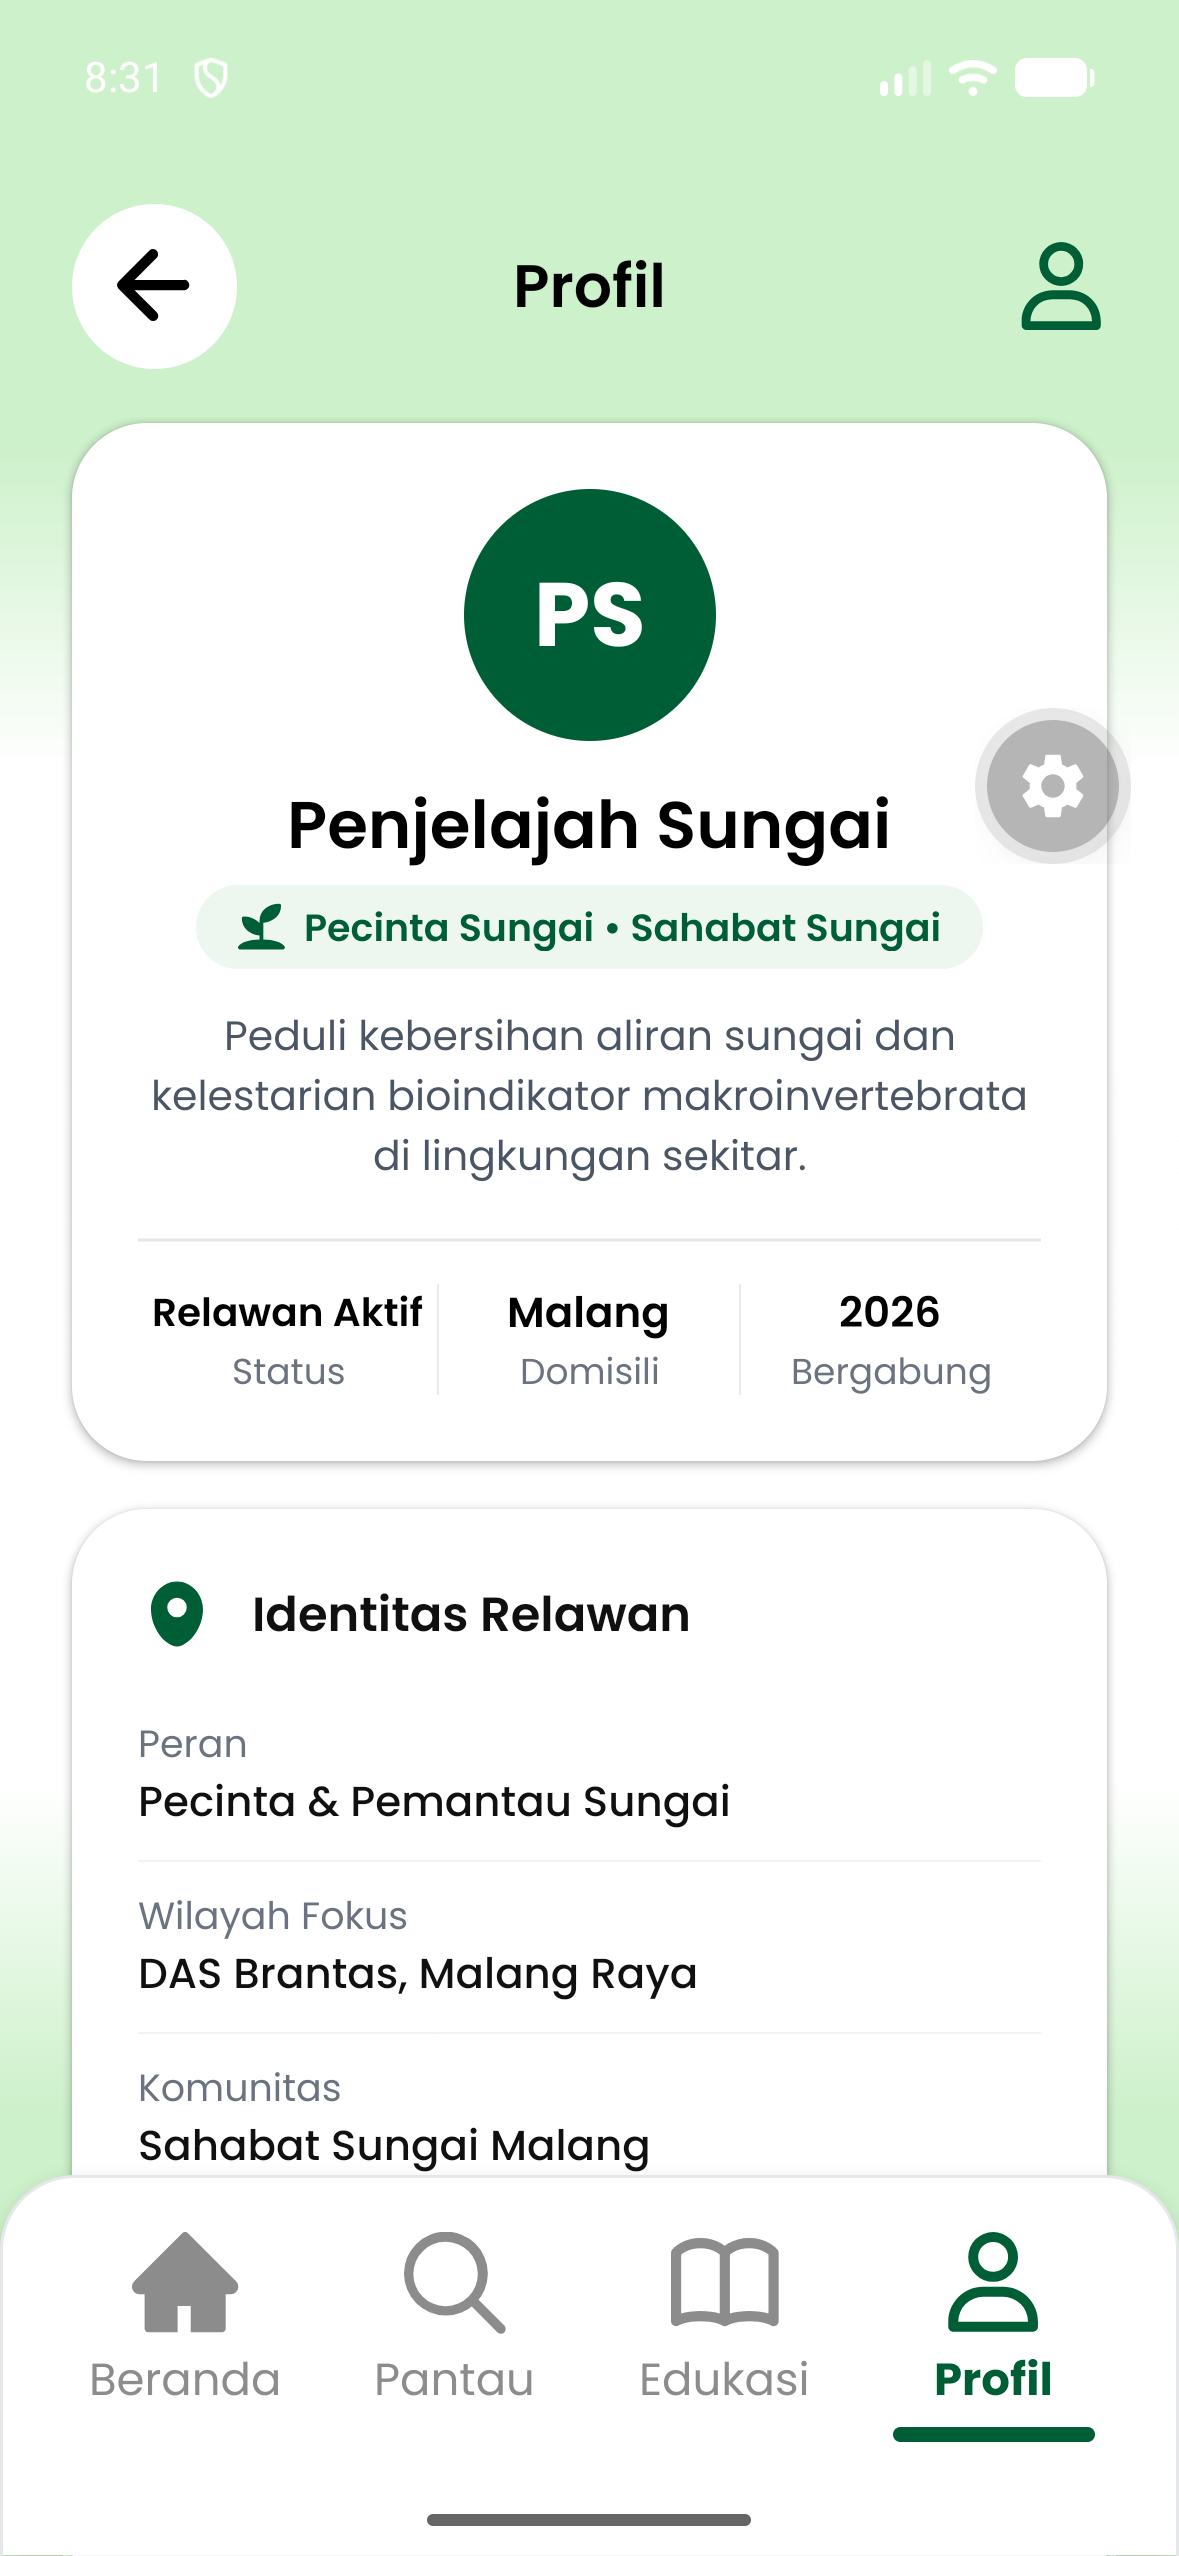 8:31
Profil
PS
Penjelajah Sungai
Pecinta Sungai • Sahabat Sungai
Peduli kebersihan aliran sungai dan
kelestarian bioindikator makroinvertebrata
di lingkungan sekitar.
Relawan Aktif
Status
Malang
Domisili
2026
Bergabung
Identitas Relawan
Peran
Pecinta & Pemantau Sungai
Wilayah Fokus
DAS Brantas, Malang Raya
Komunitas
Sahabat Sungai Malang
Beranda
Pantau
Edukasi
Profil